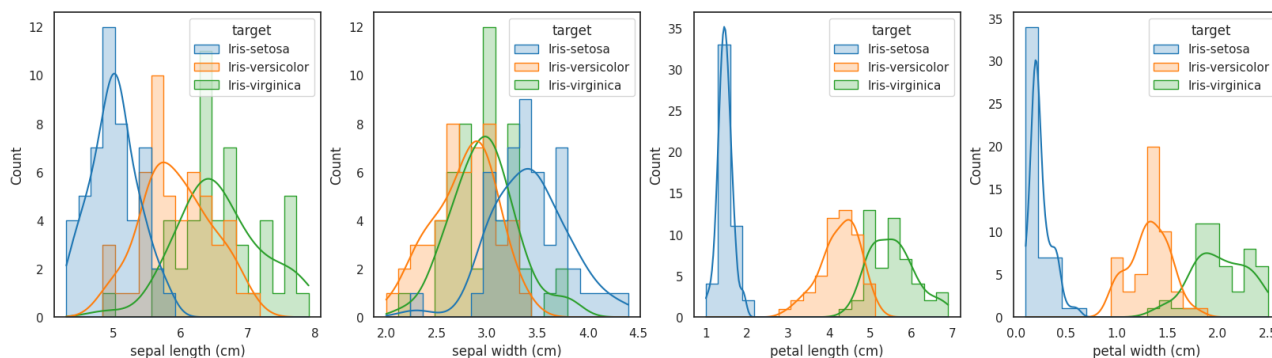 target
Iris-setosa
Iris-versicolor
Iris-virginica
Count
12
10
8
6
4
2
0
5 6 7 8
sepal length (cm)
target
Iris-setosa
Iris-versicolor
Iris-virginica
Count
12
10
8
6
4
2
0
2.0 2.5 3.0 3.5 4.0 4.5
sepal width (cm)
target
Iris-setosa
Iris-versicolor
Iris-virginica
Count
35
30
25
20
15
10
5
0
1 2 3 4 5 6 7
petal length (cm)
target
Iris-setosa
Iris-versicolor
Iris-virginica
Count
35
30
25
20
15
10
5
0
0.0 0.5 1.0 1.5 2.0 2.5
petal width (cm)